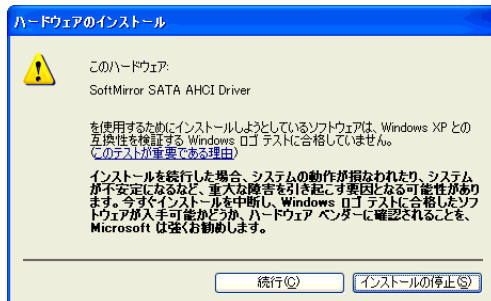 ハードウェアのインストール
このハードウェア:
SoftMirror SATA AHCI Driver
を使用するためにインストールしようとしているソフトウェアは、Windows XP との
互換性を検証する Windows ロゴ テストに合格していません。
(このテストが重要である理由)
インストールを続行した場合、システムの動作が損なわれたり、システム
が不安定になるなど、重大な障害を引き起こす要因となる可能性があり
ます。今すぐインストールを中断し、Windows ロゴ テストに合格したソフ
トウェアが入手可能かどうか、ハードウェア ベンダーに確認されることを、
Microsoft は強くお勧めします。
続行(C)
インストールの停止(S)